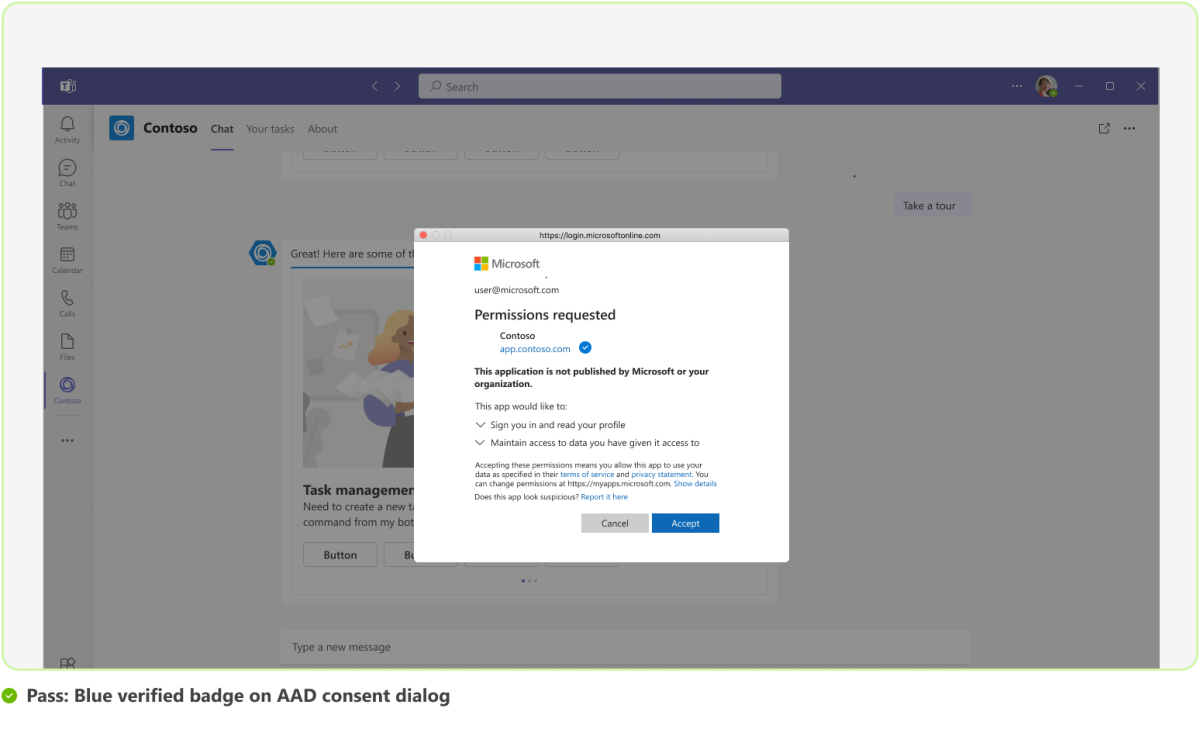 Search
Contoso Chat Your tasks About
Activity
Chat
Teams
Calendar
Calls
Files
Contoso
Take a tour
Great! Here are some of
Task managemen
Need to create a new
command from my bot
Button
https://login.microsoftonline.com
Microsoft
user@microsoft.com
Permissions requested
Contoso
app.contoso.com
This application is not published by Microsoft or your
organization.
This app would like to:
Sign you in and read your profile
Maintain access to data you have given it access to
Accepting these permissions means you allow this app to use your
data as specified in their terms of service and privacy statement. You
can change permissions at https://myapps.microsoft.com. Show details
Does this app look suspicious? Report it here
Cancel Accept
Type a new message
Pass: Blue verified badge on AAD consent dialog